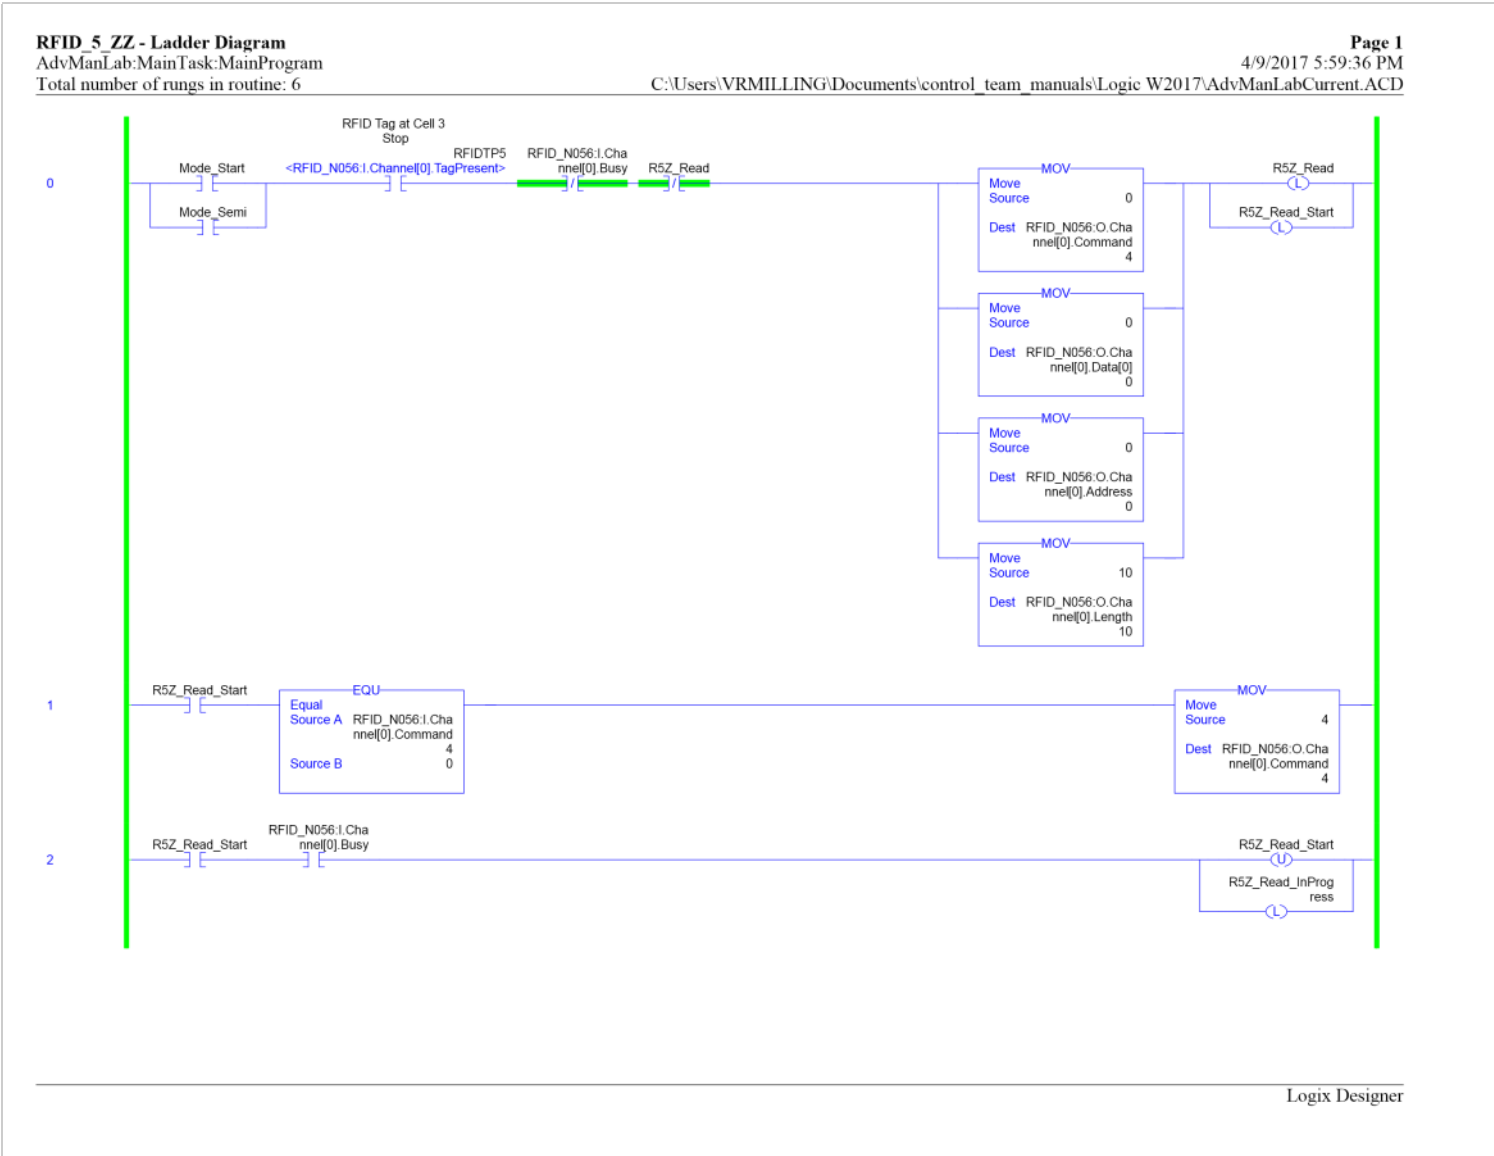 RFID_5_ZZ - Ladder Diagram
Page 1
AdvManLab:MainTask:MainProgram
4/9/2017 5:59:36 PM
Total number of rungs in routine: 6
C:\Users\VRMILLING\Documents\control_team_manuals\Logic W2017\AdvManLabCurrent.ACD
0
Mode_Start
Mode_Semi
RFID Tag at Cell 3
Stop
RFIDTP5
<RFID_N056:I.Channel[0].TagPresent>
RFID_N056:I.Cha
nnel[0].Busy
R5Z_Read
MOV
Move
Source 0
Dest RFID_N056:O.Cha
nnel[0].Command
4
MOV
Move
Source 0
Dest RFID_N056:O.Cha
nnel[0].Data[0]
0
MOV
Move
Source 0
Dest RFID_N056:O.Cha
nnel[0].Address
0
MOV
Move
Source 10
Dest RFID_N056:O.Cha
nnel[0].Length
10
R5Z_Read
L
R5Z_Read_Start
L
1
R5Z_Read_Start
EQU
Equal
Source A RFID_N056:I.Cha
nnel[0].Command
4
Source B 0
MOV
Move
Source 4
Dest RFID_N056:O.Cha
nnel[0].Command
4
2
R5Z_Read_Start
RFID_N056:I.Cha
nnel[0].Busy
R5Z_Read_Start
U
R5Z_Read_InProg
ress
L
Logix Designer